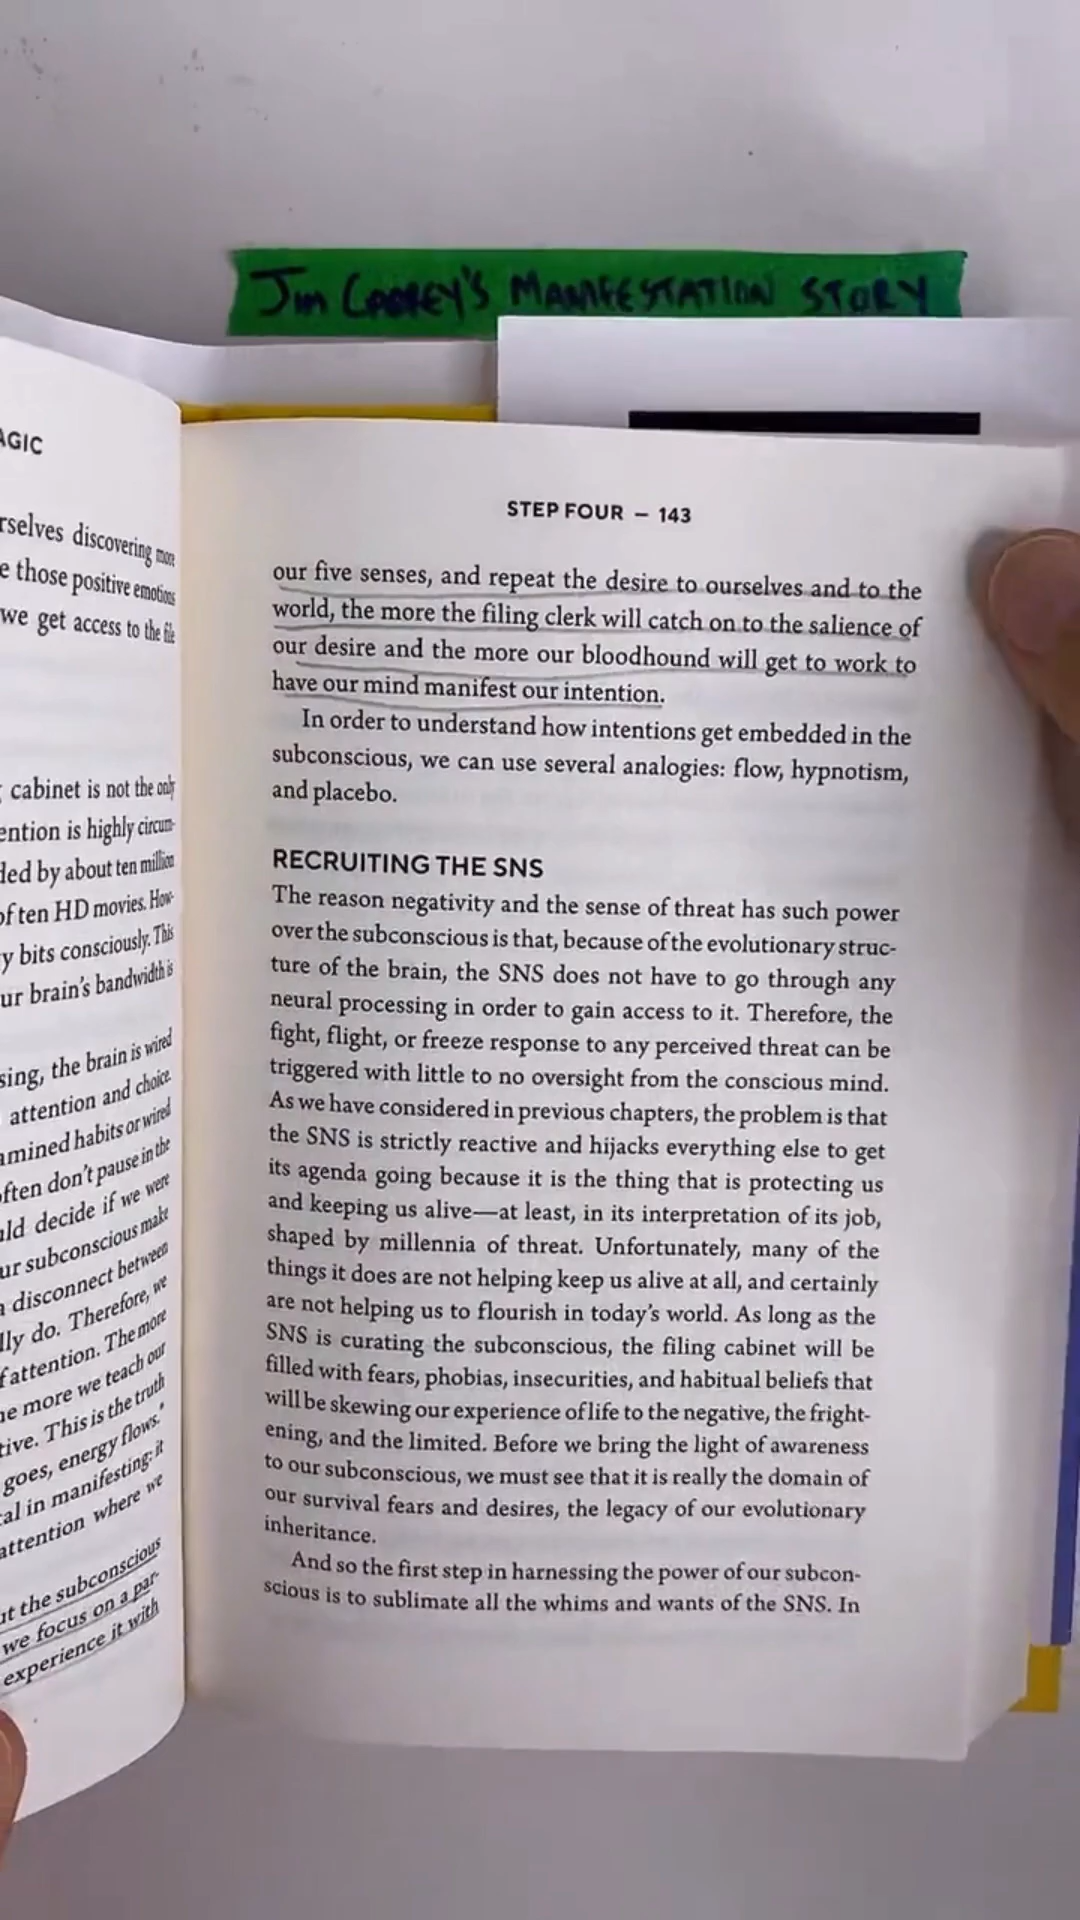 Jim CARREY'S MANIFESTATION STORY
AGIC
rselves discovering more
e those positive emotions
we get access to the file
cabinet is not the only
ention is highly circum-
ded by about ten million
of ten HD movies. How-
y bits consciously. This
ur brain's bandwidth is
sing, the brain is wired
attention and choice
amined habits or wired
often don't pause in the
uld decide if we were
ur subconscious make
a disconnect between
lly do. Therefore, we
f attention. The more
he more we teach our
tive. This is the truth
goes, energy flows."
cal in manifesting: it
attention where we
ut the subconscious
we focus on a par-
experience it with
STEP FOUR — 143
our five senses, and repeat the desire to ourselves and to the
world, the more the filing clerk will catch on to the salience of
our desire and the more our bloodhound will get to work to
have our mind manifest our intention.
In order to understand how intentions get embedded in the
subconscious, we can use several analogies: flow, hypnotism,
and placebo.
RECRUITING THE SNS
The reason negativity and the sense of threat has such power
over the subconscious is that, because of the evolutionary struc-
ture of the brain, the SNS does not have to go through any
neural processing in order to gain access to it. Therefore, the
fight, flight, or freeze response to any perceived threat can be
triggered with little to no oversight from the conscious mind.
As we have considered in previous chapters, the problem is that
the SNS is strictly reactive and hijacks everything else to get
its agenda going because it is the thing that is protecting us
and keeping us alive—at least, in its interpretation of its job,
shaped by millennia of threat. Unfortunately, many of the
things it does are not helping keep us alive at all, and certainly
are not helping us to flourish in today's world. As long as the
SNS is curating the subconscious, the filing cabinet will be
filled with fears, phobias, insecurities, and habitual beliefs that
will be skewing our experience of life to the negative, the fright-
ening, and the limited. Before we bring the light of awareness
to our subconscious, we must see that it is really the domain of
our survival fears and desires, the legacy of our evolutionary
inheritance.
And so the first step in harnessing the power of our subcon-
scious is to sublimate all the whims and wants of the SNS. In